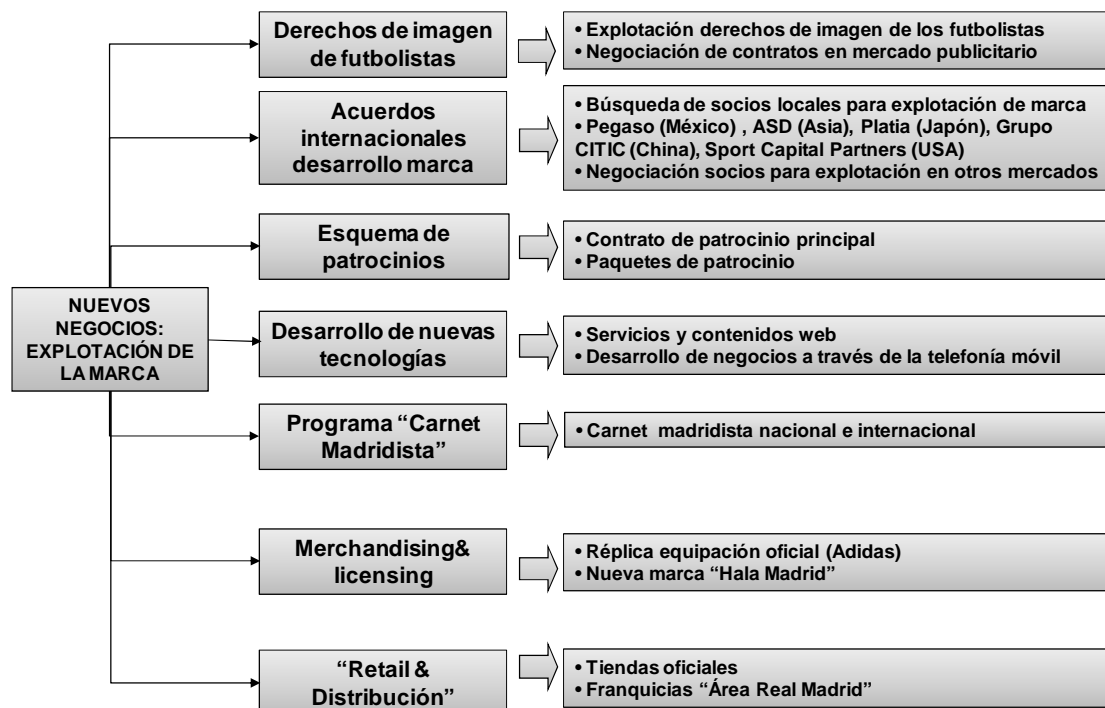 Derechos de imagen
de futbolistas
• Explotación derechos de imagen de los futbolistas
• Negociación de contratos en mercado publicitario
Acuerdos
internacionales
desarrollo marca
• Búsqueda de socios locales para explotación de marca
• Pegaso (México) , ASD (Asia), Platia (Japón), Grupo
CITIC (China), Sport Capital Partners (USA)
• Negociación socios para explotación en otros mercados
Esquema de
patrocinios
• Contrato de patrocinio principal
• Paquetes de patrocinio
NUEVOS
NEGOCIOS:
EXPLOTACIÓN DE
LA MARCA
Desarrollo de nuevas
tecnologías
• Servicios y contenidos web
• Desarrollo de negocios a través de la telefonía móvil
Programa “Carnet
Madridista”
• Carnet madridista nacional e internacional
Merchandising&
licensing
• Réplica equipación oficial (Adidas)
• Nueva marca “Hala Madrid”
“Retail &
Distribución”
• Tiendas oficiales
• Franquicias “Área Real Madrid”